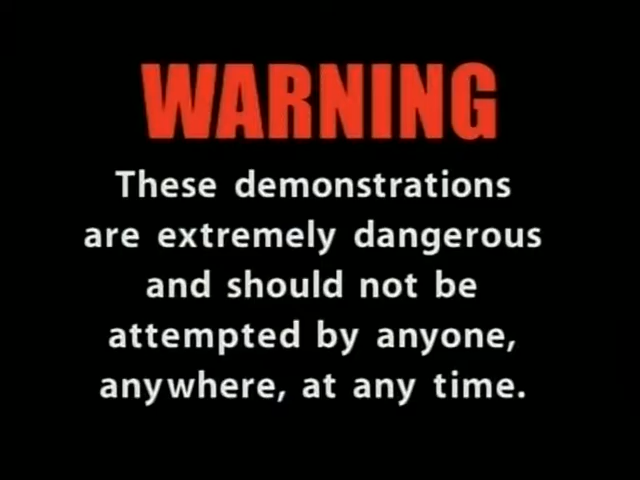 WARNING
These demonstrations
are extremely dangerous
and should not be
attempted by anyone,
anywhere, at any time.